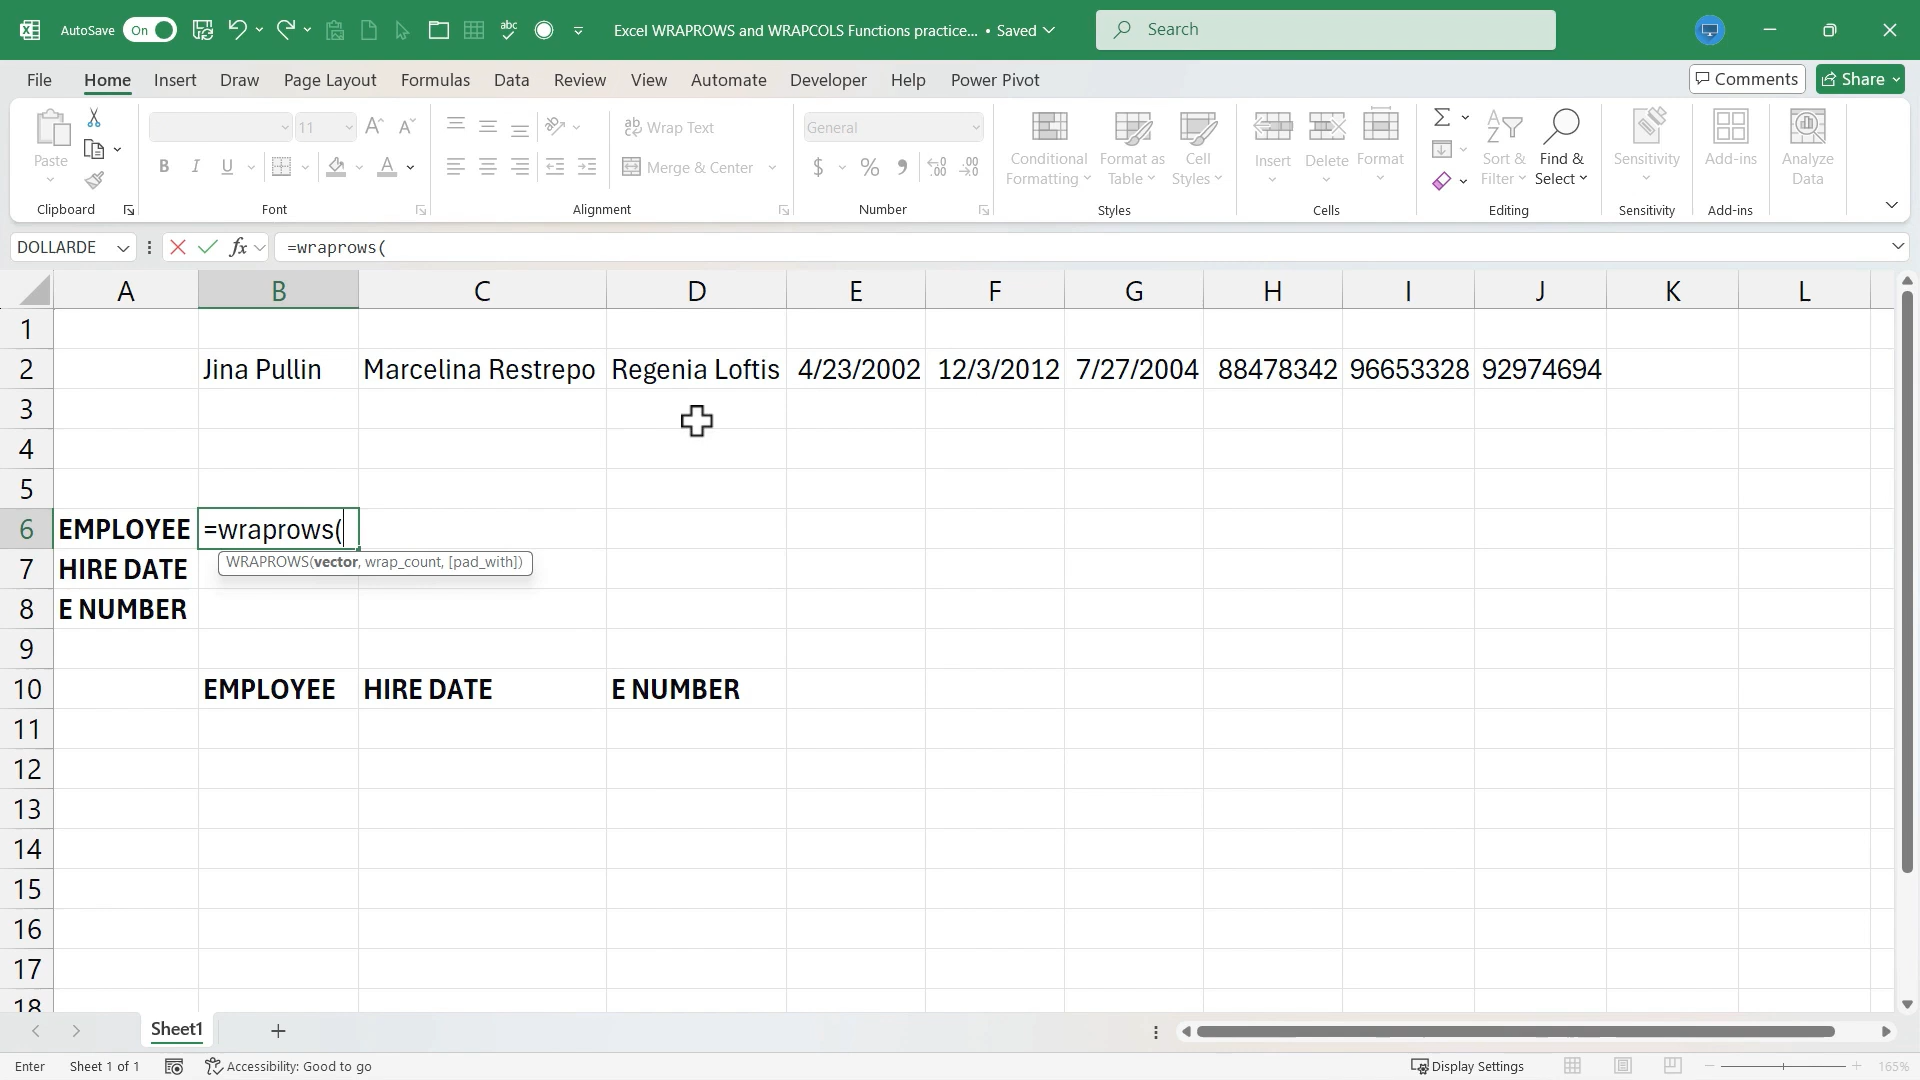 AutoSave On Excel WRAPROWS and WRAPCOLS Functions practice... • Saved Search
File Home Insert Draw Page Layout Formulas Data Review View Automate Developer Help Power Pivot Comments Share
Paste 11 Wrap Text General Conditional Formatting Format as Table Cell Styles Insert Delete Format Sort & Filter Find & Select Sensitivity Add-ins Analyze Data
B I U A Merge & Center $ % 9 .00
Clipboard Font Alignment Number Styles Cells Editing Sensitivity Add-ins
DOLLARDE fx =wraprows(
A B C D E F G H I J K L
1
2 Jina Pullin Marcelina Restrepo Regenia Loftis 4/23/2002 12/3/2012 7/27/2004 88478342 96653328 92974694
3
4
5
6 EMPLOYEE =wraprows(
WRAPROWS(vector, wrap_count, [pad_with])
7 HIRE DATE
8 E NUMBER
9
10 EMPLOYEE HIRE DATE E NUMBER
11
12
13
14
15
16
17
18
Sheet1
Enter Sheet 1 of 1 Accessibility: Good to go Display Settings 165%